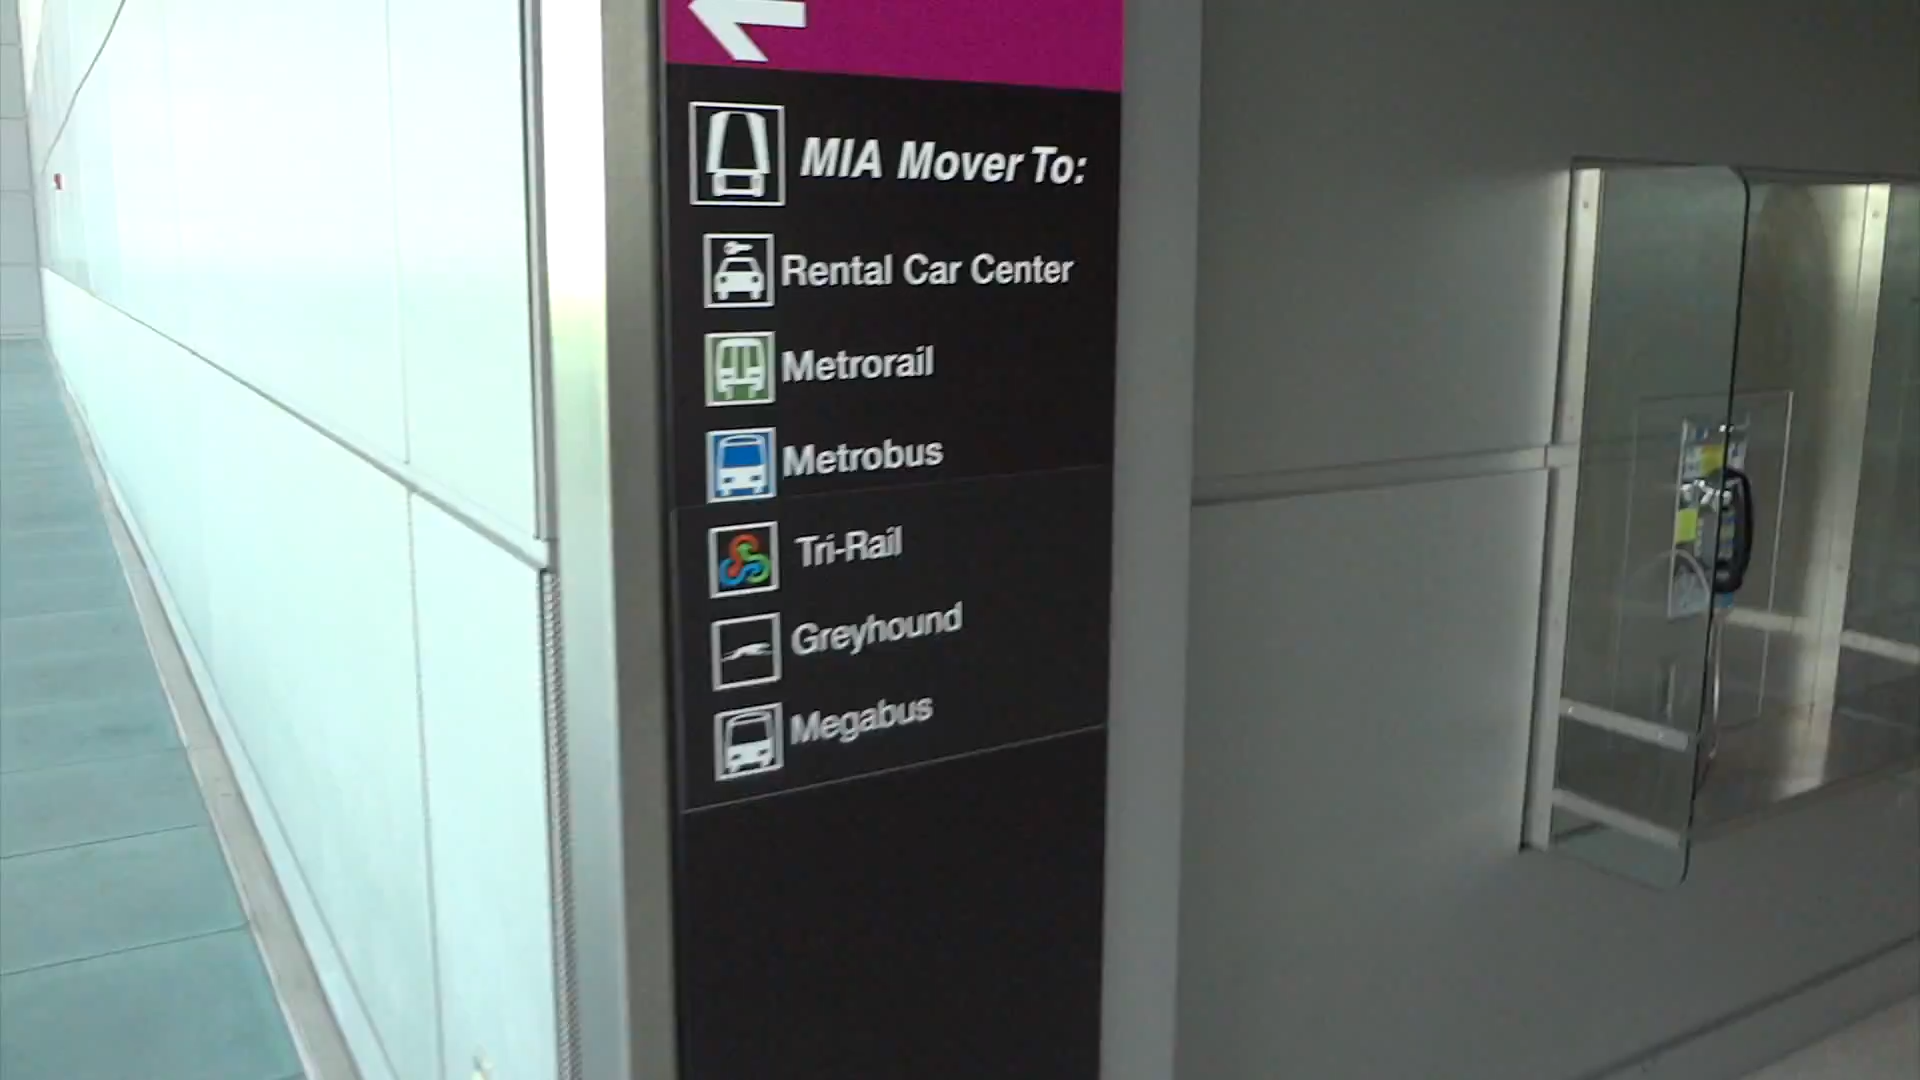 MIA Mover To:
Rental Car Center
Metrorail
Metrobus
Tri-Rail
Greyhound
Megabus